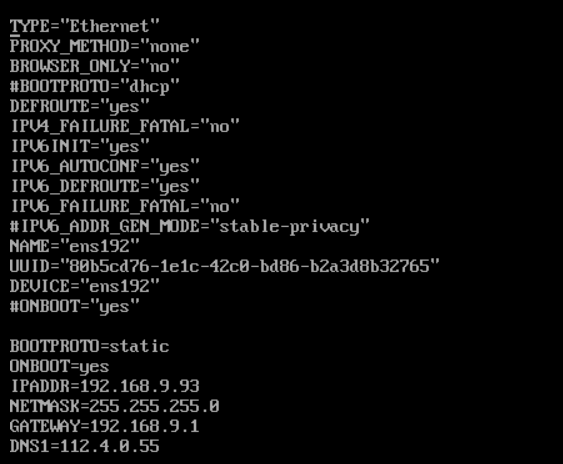 TYPE="Ethernet"
PROXY_METHOD="none"
BROWSER_ONLY="no"
#BOOTPROTO="dhcp"
DEFROUTE="yes"
IPV4_FAILURE_FATAL="no"
IPV6INIT="yes"
IPV6_AUTOCONF="yes"
IPV6_DEFROUTE="yes"
IPV6_FAILURE_FATAL="no"
#IPV6_ADDR_GEN_MODE="stable-privacy"
NAME="ens192"
UUID="80b5cd76-1e1c-42c0-bd86-b2a3d8b32765"
DEVICE="ens192"
#ONBOOT="yes"

BOOTPROTO=static
ONBOOT=yes
IPADDR=192.168.9.93
NETMASK=255.255.255.0
GATEWAY=192.168.9.1
DNS1=112.4.0.55